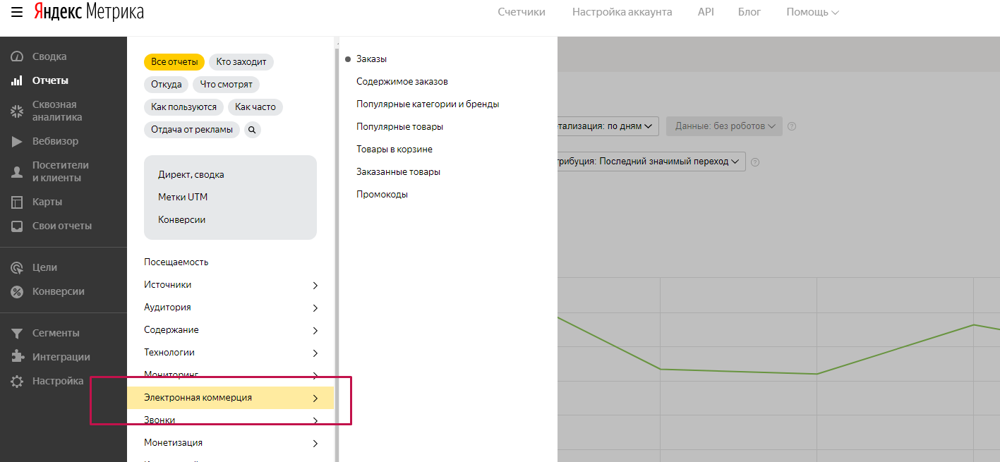 Яндекс Метрика
Счетчики
Настройка аккаунта
API
Блог
Помощь
Сводка
Отчеты
Сквозная
аналитика
Вебвизор
Посетители
и клиенты
Карты
Свои отчеты
Цели
Конверсии
Сегменты
Интеграции
Настройка
Все отчеты
Кто заходит
Откуда
Что смотрят
Как пользуются
Как часто
Отдача от рекламы
Директ, сводка
Метки UTM
Конверсии
Посещаемость
Источники
Аудитория
Содержание
Технологии
Мониторинг
Электронная коммерция
Звонки
Монетизация
Заказы
Содержимое заказов
Популярные категории и бренды
Популярные товары
Товары в корзине
Заказанные товары
Промокоды
тализация: по дням
Данные: без роботов
?
трибуция: Последний значимый переход
?